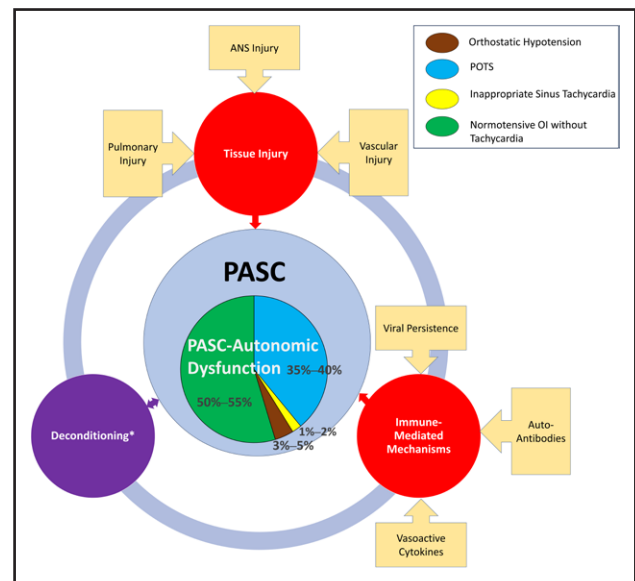 ANS Injury
Orthostatic Hypotension
POTS
Inappropriate Sinus Tachycardia
Normotensive OI without
Tachycardia
Pulmonary
Injury
Tissue Injury
Vascular
Injury
PASC
PASC-Autonomic
Dysfunction
35%–40%
50%–55%
1%–2%
3%–5%
Viral Persistence
Deconditioning*
Immune-
Mediated
Mechanisms
Auto-
Antibodies
Vasoactive
Cytokines